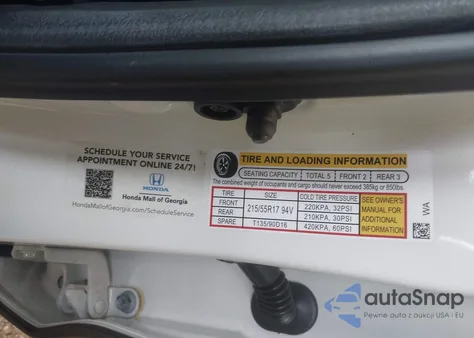 SCHEDULE YOUR SERVICE
APPOINTMENT ONLINE 24/7!
HONDA
Honda Mall of Georgia
HondaMallofGeorgia.com/ScheduleService
TIRE AND LOADING INFORMATION
SEATING CAPACITY TOTAL 5 FRONT 2 REAR 3
The combined weight of occupants and cargo should never exceed 385kg or 850lbs.
TIRE SIZE COLD TIRE PRESSURE
FRONT 215/55R17 94V 220KPA, 32PSI
REAR 210KPA, 30PSI
SPARE T135/90D16 420KPA, 60PSI
SEE OWNER'S
MANUAL FOR
ADDITIONAL
INFORMATION
WA
autoSnap
Pewne auta z aukcji USA i EU